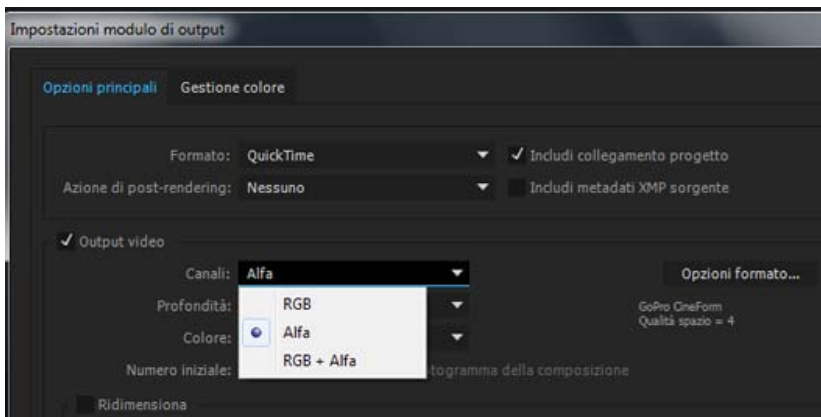 Impostazioni modulo di output
Opzioni principali Gestione colore
Formato: QuickTime Includi collegamento progetto
Azione di post-rendering: Nessuno Includi metadati XMP sorgente
Output video
Canali: Alfa Opzioni formato...
Profondità: RGB GoPro CineForm
Qualità spazio = 4
Alfa
Colore:
RGB + Alfa
Numero iniziale: della composizione
Ridimensiona